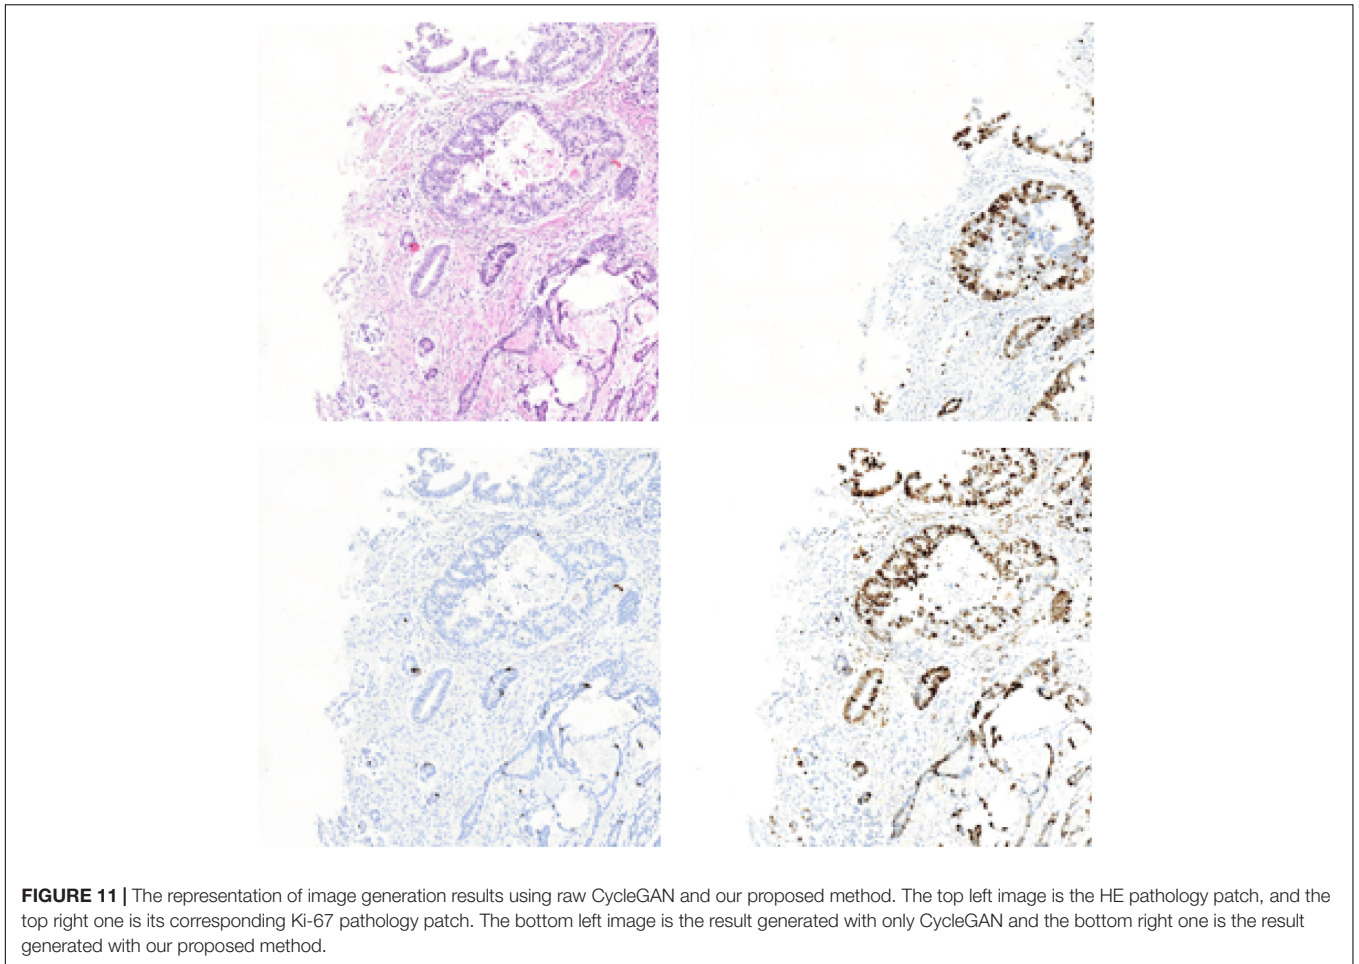 FIGURE 11 | The representation of image generation results using raw CycleGAN and our proposed method. The top left image is the HE pathology patch, and the
top right one is its corresponding Ki-67 pathology patch. The bottom left image is the result generated with only CycleGAN and the bottom right one is the result
generated with our proposed method.